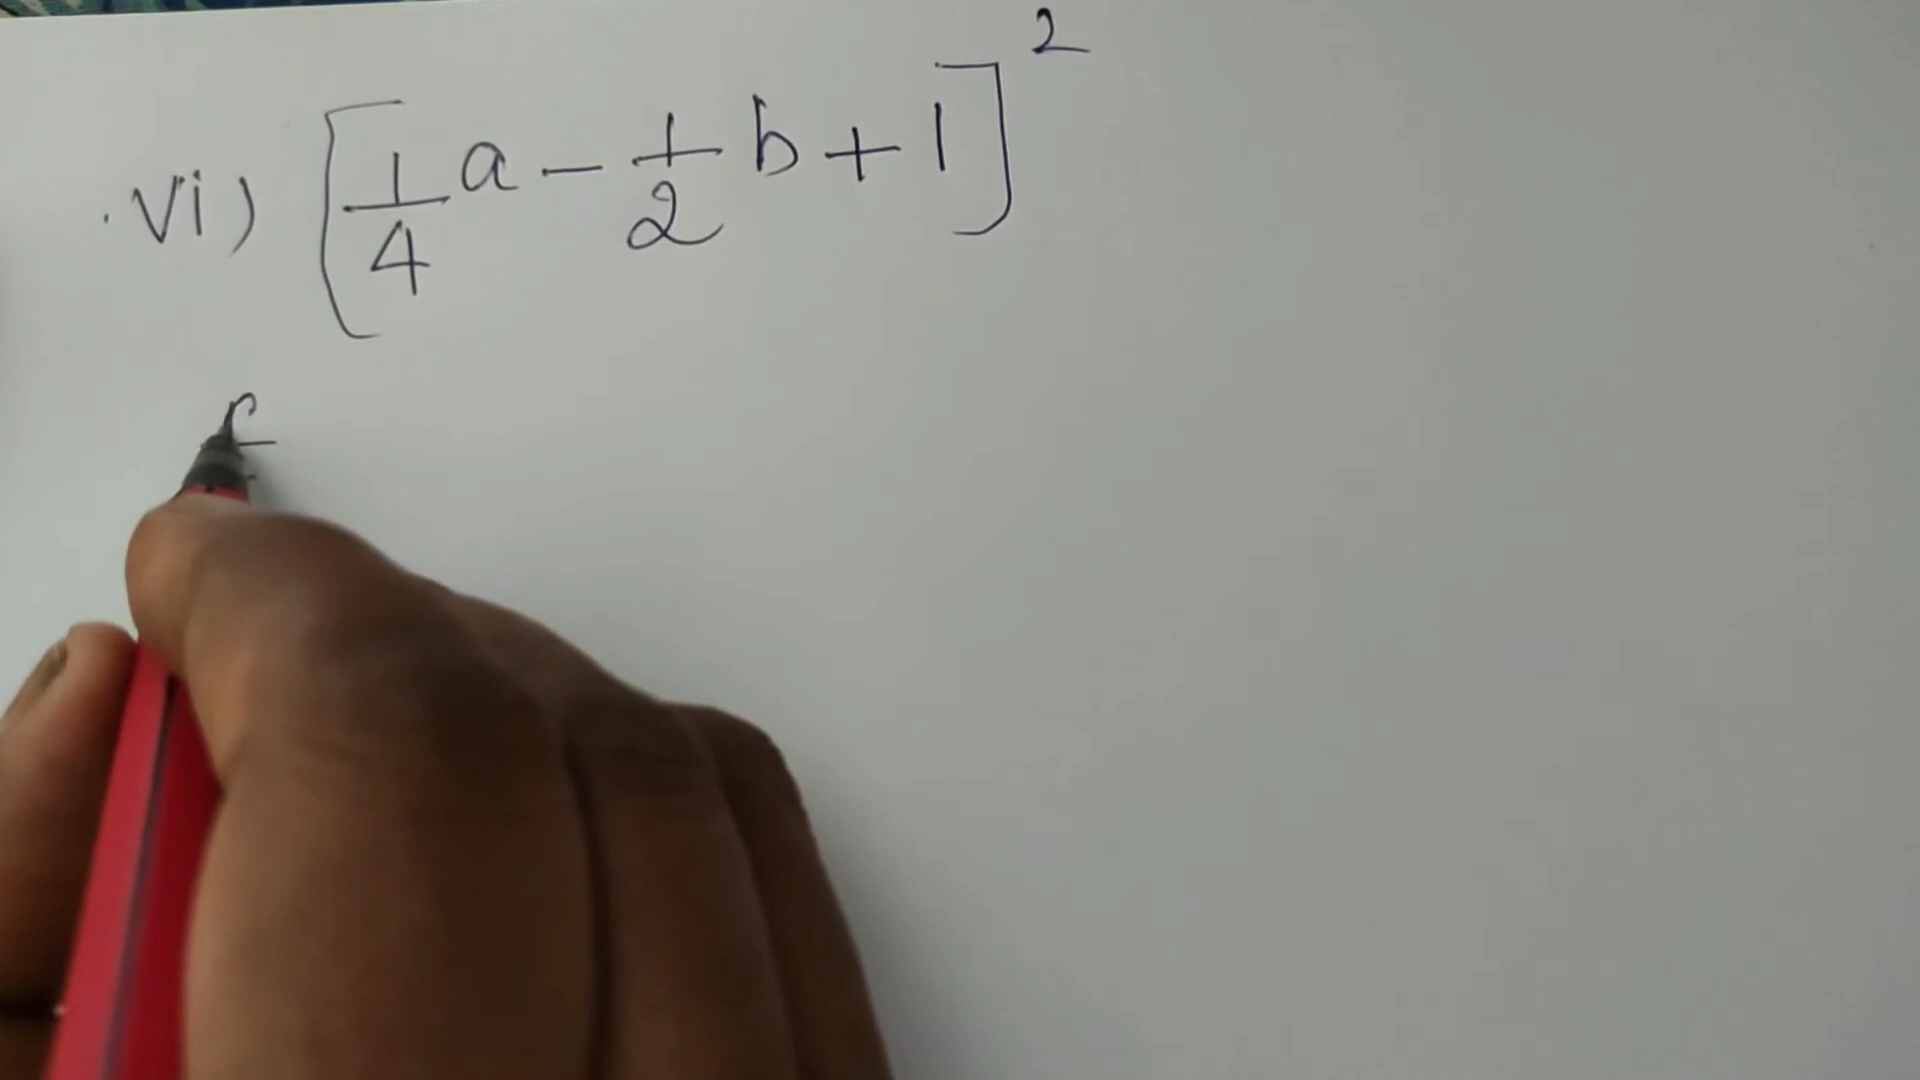 vi) [1/4 a - 1/2 b + 1]²